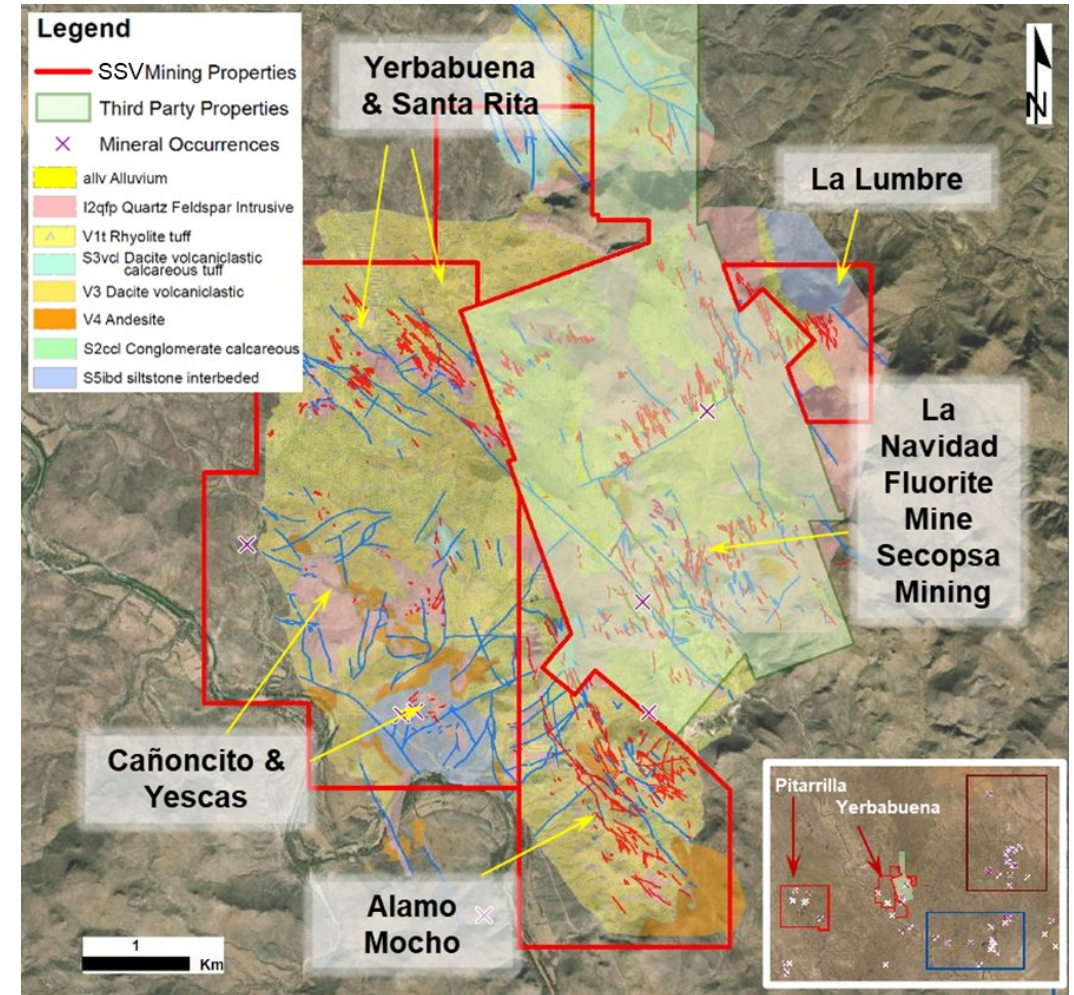 Legend
SSV Mining Properties
Third Party Properties
Mineral Occurrences
allv Alluvium
I2qfp Quartz Feldspar Intrusive
V1t Rhyolite tuff
S3vcl Dacite volcaniclastic
calcareous tuff
V3 Dacite volcaniclastic
V4 Andesite
S2ccl Conglomerate calcareous
S5ibd siltstone interbeded
Yerbabuena
& Santa Rita
N
La Lumbre
La
Navidad
Fluorite
Mine
Secopsa
Mining
Cañoncito &
Yescas
Alamo
Mocho
1
Km
Pitarrilla
Yerbabuena